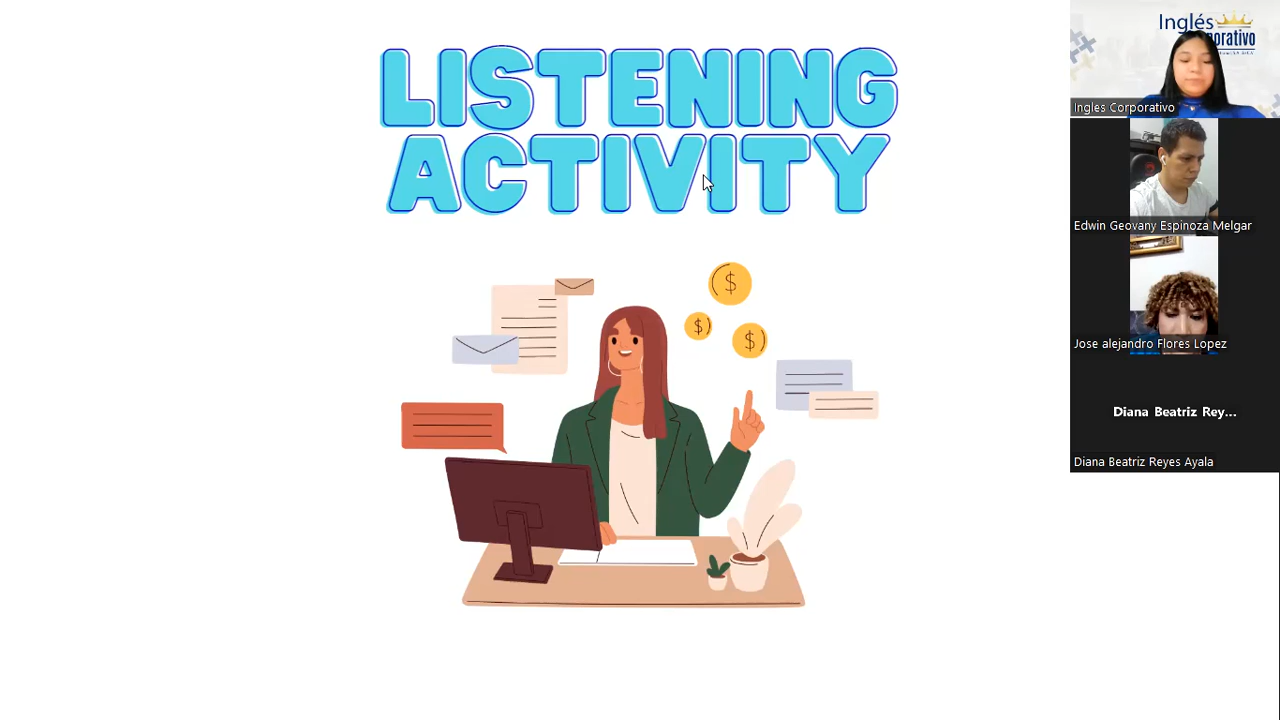 LISTENING
ACTIVITY
$
$
$
Inglés
Corporativo
Ingles Corporativo
Edwin Geovany Espinoza Melgar
Jose alejandro Flores Lopez
Diana Beatriz Rey...
Diana Beatriz Reyes Ayala